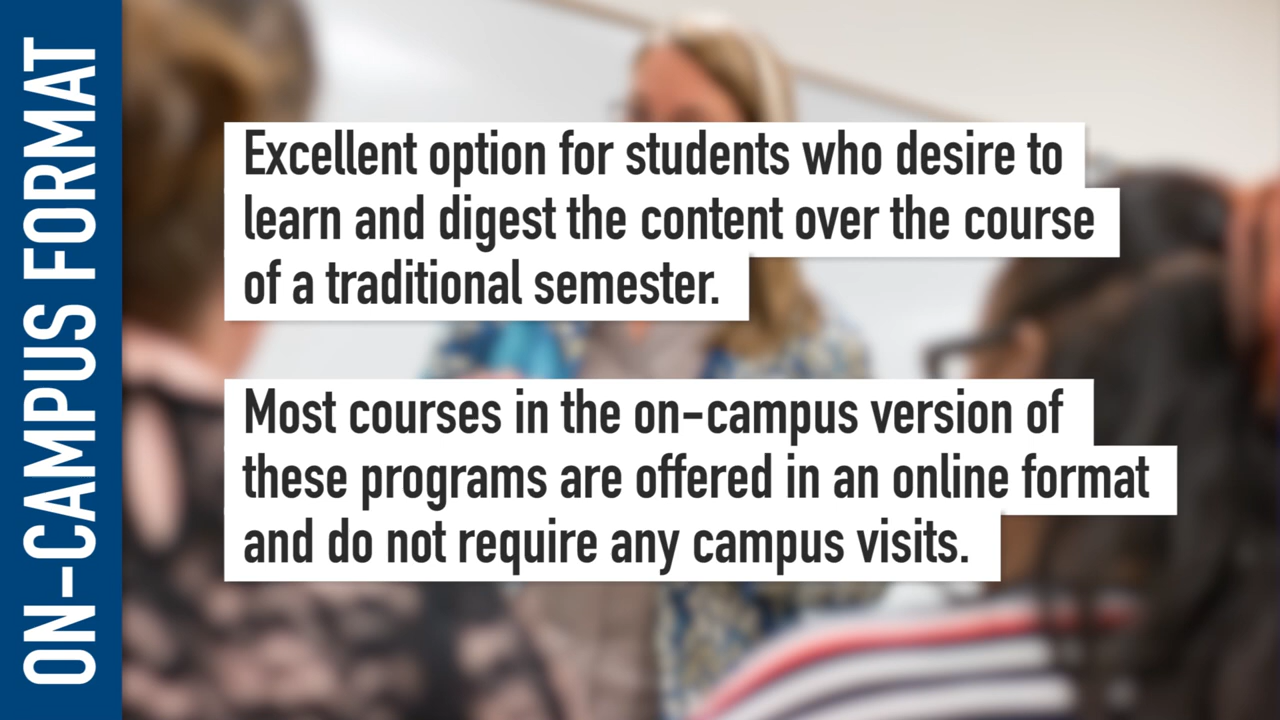 ON-CAMPUS FORMAT
Excellent option for students who desire to
learn and digest the content over the course
of a traditional semester.
Most courses in the on-campus version of
these programs are offered in an online format
and do not require any campus visits.